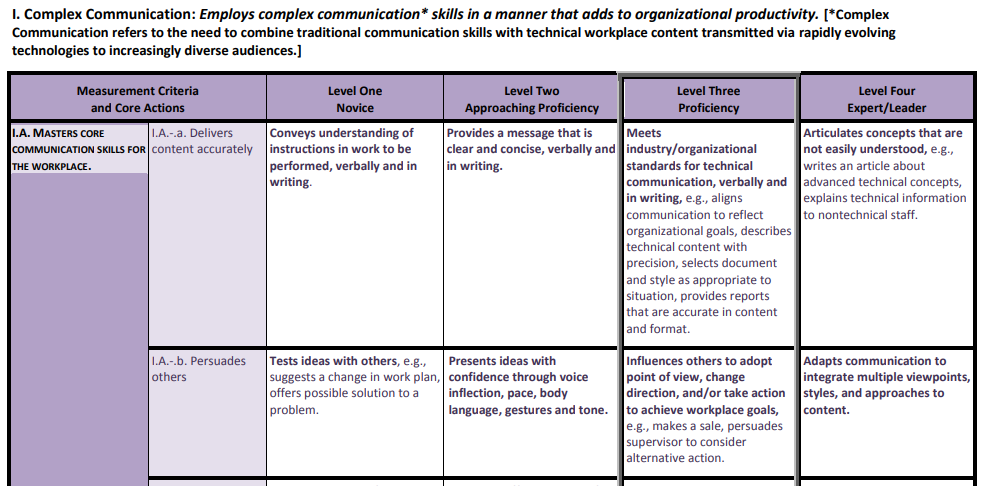 I. Complex Communication: Employs complex communication* skills in a manner that adds to organizational productivity. [*Complex
Communication refers to the need to combine traditional communication skills with technical workplace content transmitted via rapidly evolving
technologies to increasingly diverse audiences.]
Measurement Criteria
and Core Actions
Level One
Novice
Level Two
Approaching Proficiency
Level Three
Proficiency
Level Four
Expert/Leader
I.A. MASTERS CORE
COMMUNICATION SKILLS FOR
THE WORKPLACE.
I.A.-.a. Delivers
content accurately
Conveys understanding of
instructions in work to be
performed, verbally and in
writing.
Provides a message that is
clear and concise, verbally and
in writing.
Meets
industry/organizational
standards for technical
communication, verbally and
in writing, e.g., aligns
communication to reflect
organizational goals, describes
technical content with
precision, selects document
and style as appropriate to
situation, provides reports
that are accurate in content
and format.
Articulates concepts that are
not easily understood, e.g.,
writes an article about
advanced technical concepts,
explains technical information
to nontechnical staff.
I.A.-.b. Persuades
others
Tests ideas with others, e.g.,
suggests a change in work plan,
offers possible solution to a
problem.
Presents ideas with
confidence through voice
inflection, pace, body
language, gestures and tone.
Influences others to adopt
point of view, change
direction, and/or take action
to achieve workplace goals,
e.g., makes a sale, persuades
supervisor to consider
alternative action.
Adapts communication to
integrate multiple viewpoints,
styles, and approaches to
content.